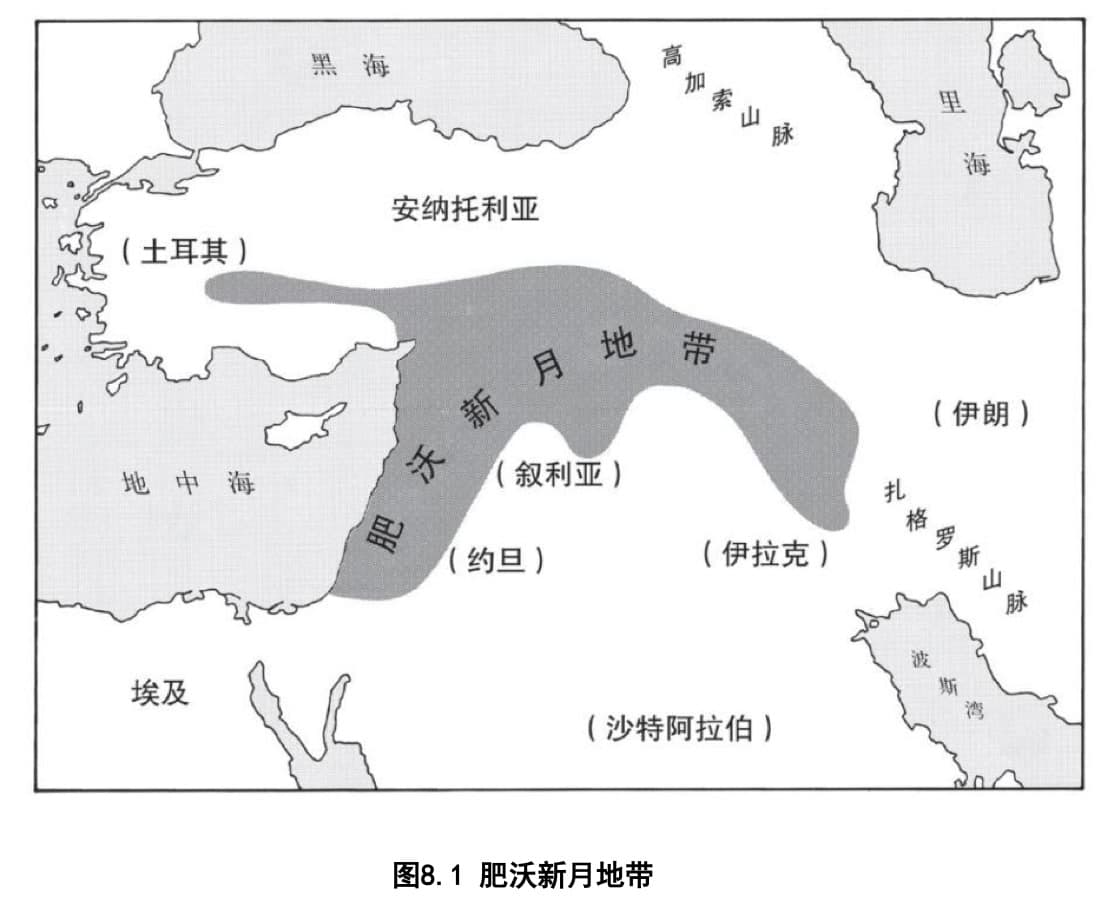 黑海
高加索山脉
里海
安纳托利亚
（土耳其）
肥沃新月地带
（伊朗）
地中海
（叙利亚）
扎格罗斯山脉
（约旦）
（伊拉克）
波斯湾
埃及
（沙特阿拉伯）
图8.1 肥沃新月地带